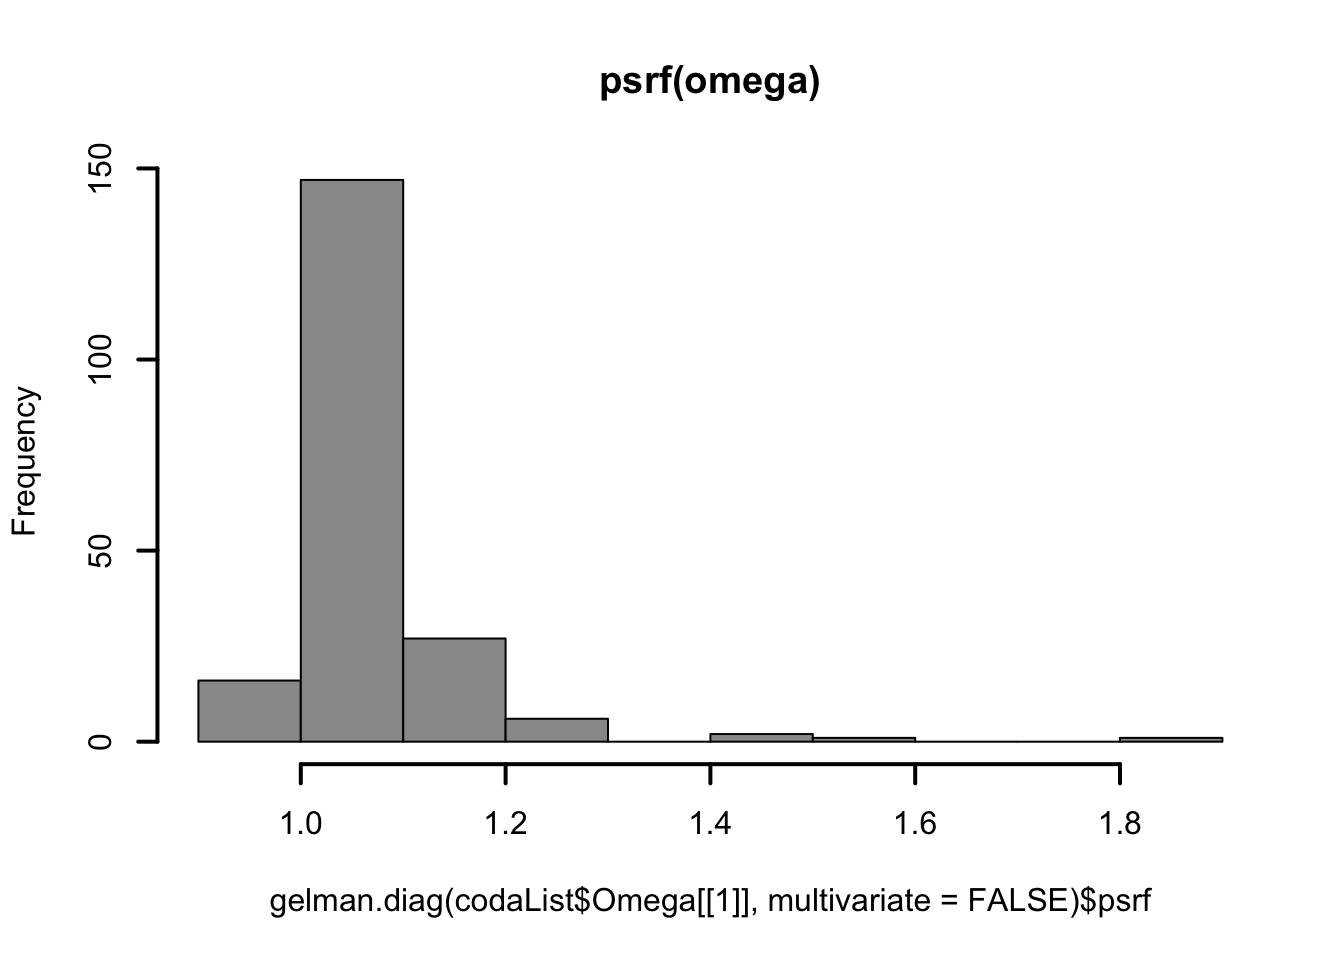 psrf(omega)
150
100
50
0
Frequency
1.0 1.2 1.4 1.6 1.8
gelman.diag(codaList$Omega[[1]], multivariate = FALSE)$psrf